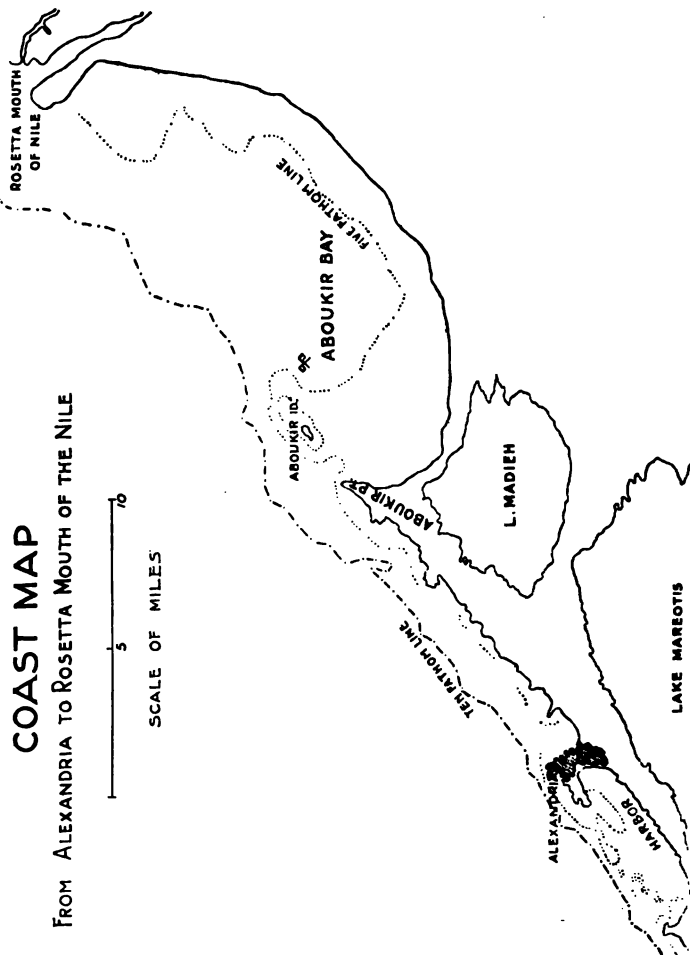 COAST MAP
FROM ALEXANDRIA TO ROSETTA MOUTH OF THE NILE
5
10
SCALE OF MILES
ROSETTA MOUTH
OF NILE
FIVE FATHOM LINE
ABOUKIR BAY
ABOUKIR ID.
ABOUKIR PT.
L. MADIEH
TEN FATHOM LINE
ALEXANDRIA
HARBOR
LAKE MAREOTIS